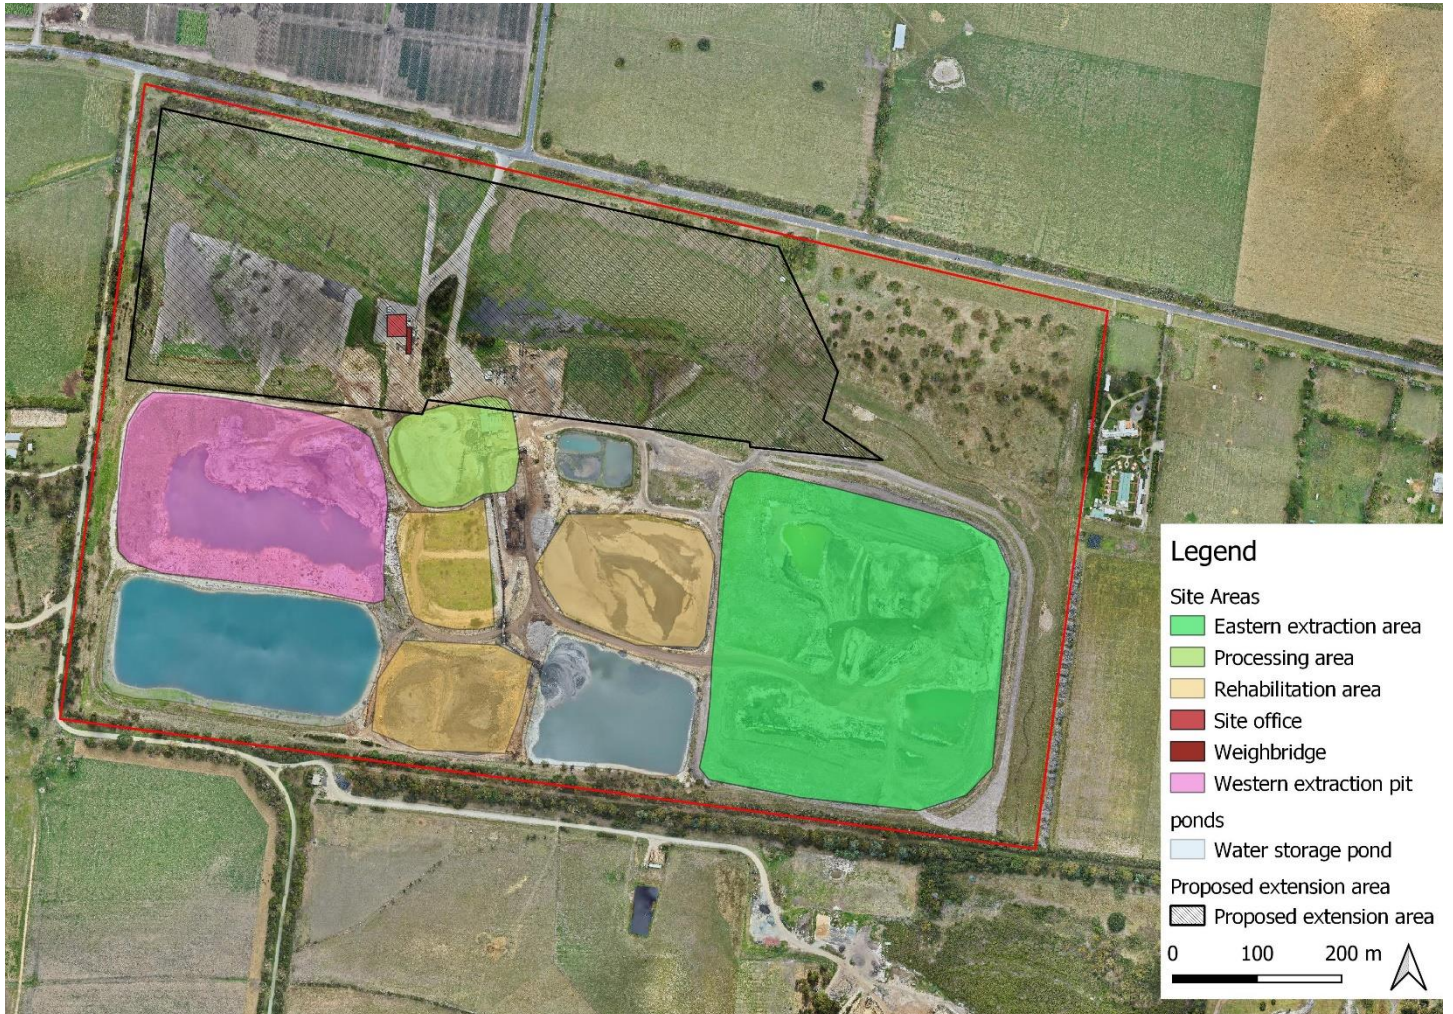 Legend
Site Areas
Eastern extraction area
Processing area
Rehabilitation area
Site office
Weighbridge
Western extraction pit
ponds
Water storage pond
Proposed extension area
Proposed extension area
0 100 200 m